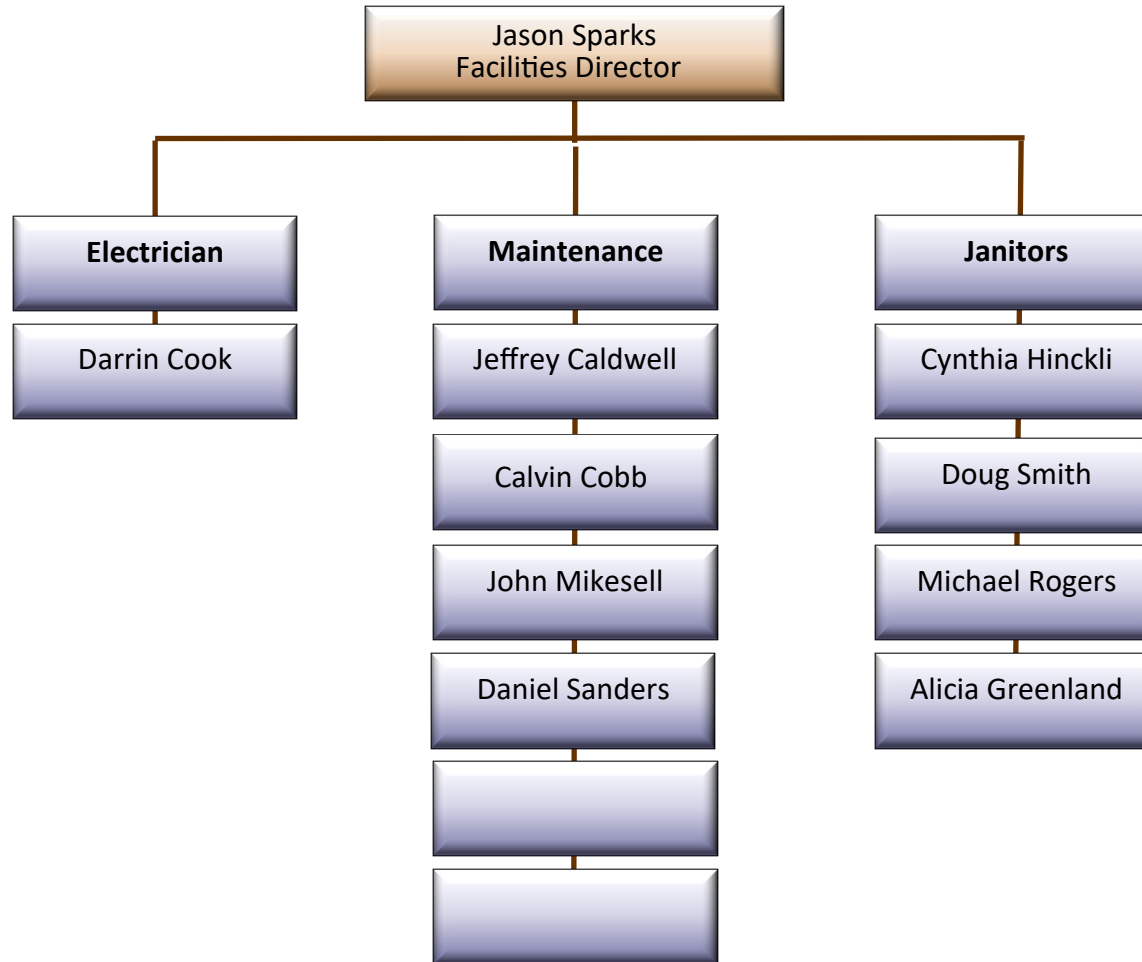 Jason Sparks
Facilities Director
Electrician
Darrin Cook
Maintenance
Jeffrey Caldwell
Calvin Cobb
John Mikesell
Daniel Sanders
Janitors
Cynthia Hinckli
Doug Smith
Michael Rogers
Alicia Greenland